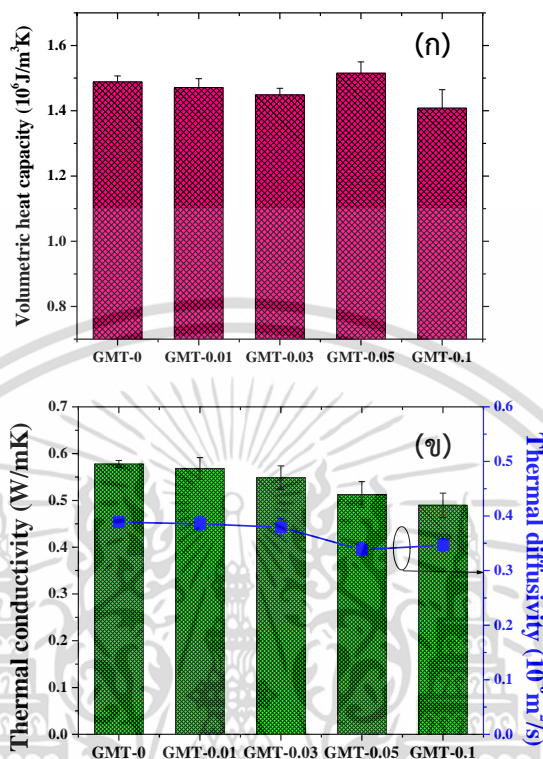 (ก)
Volumetric heat capacity (10⁶J/m³K)
1.6
1.4
1.2
1.0
0.8
GMT-0 GMT-0.01 GMT-0.03 GMT-0.05 GMT-0.1
(ข)
Thermal conductivity (W/mK)
0.7
0.6
0.5
0.4
0.3
0.2
0.1
0.0
0.6
0.5
0.4
0.3
0.2
0.1
0.0
Thermal diffusivity (10⁻⁶m²/s)
GMT-0 GMT-0.01 GMT-0.03 GMT-0.05 GMT-0.1